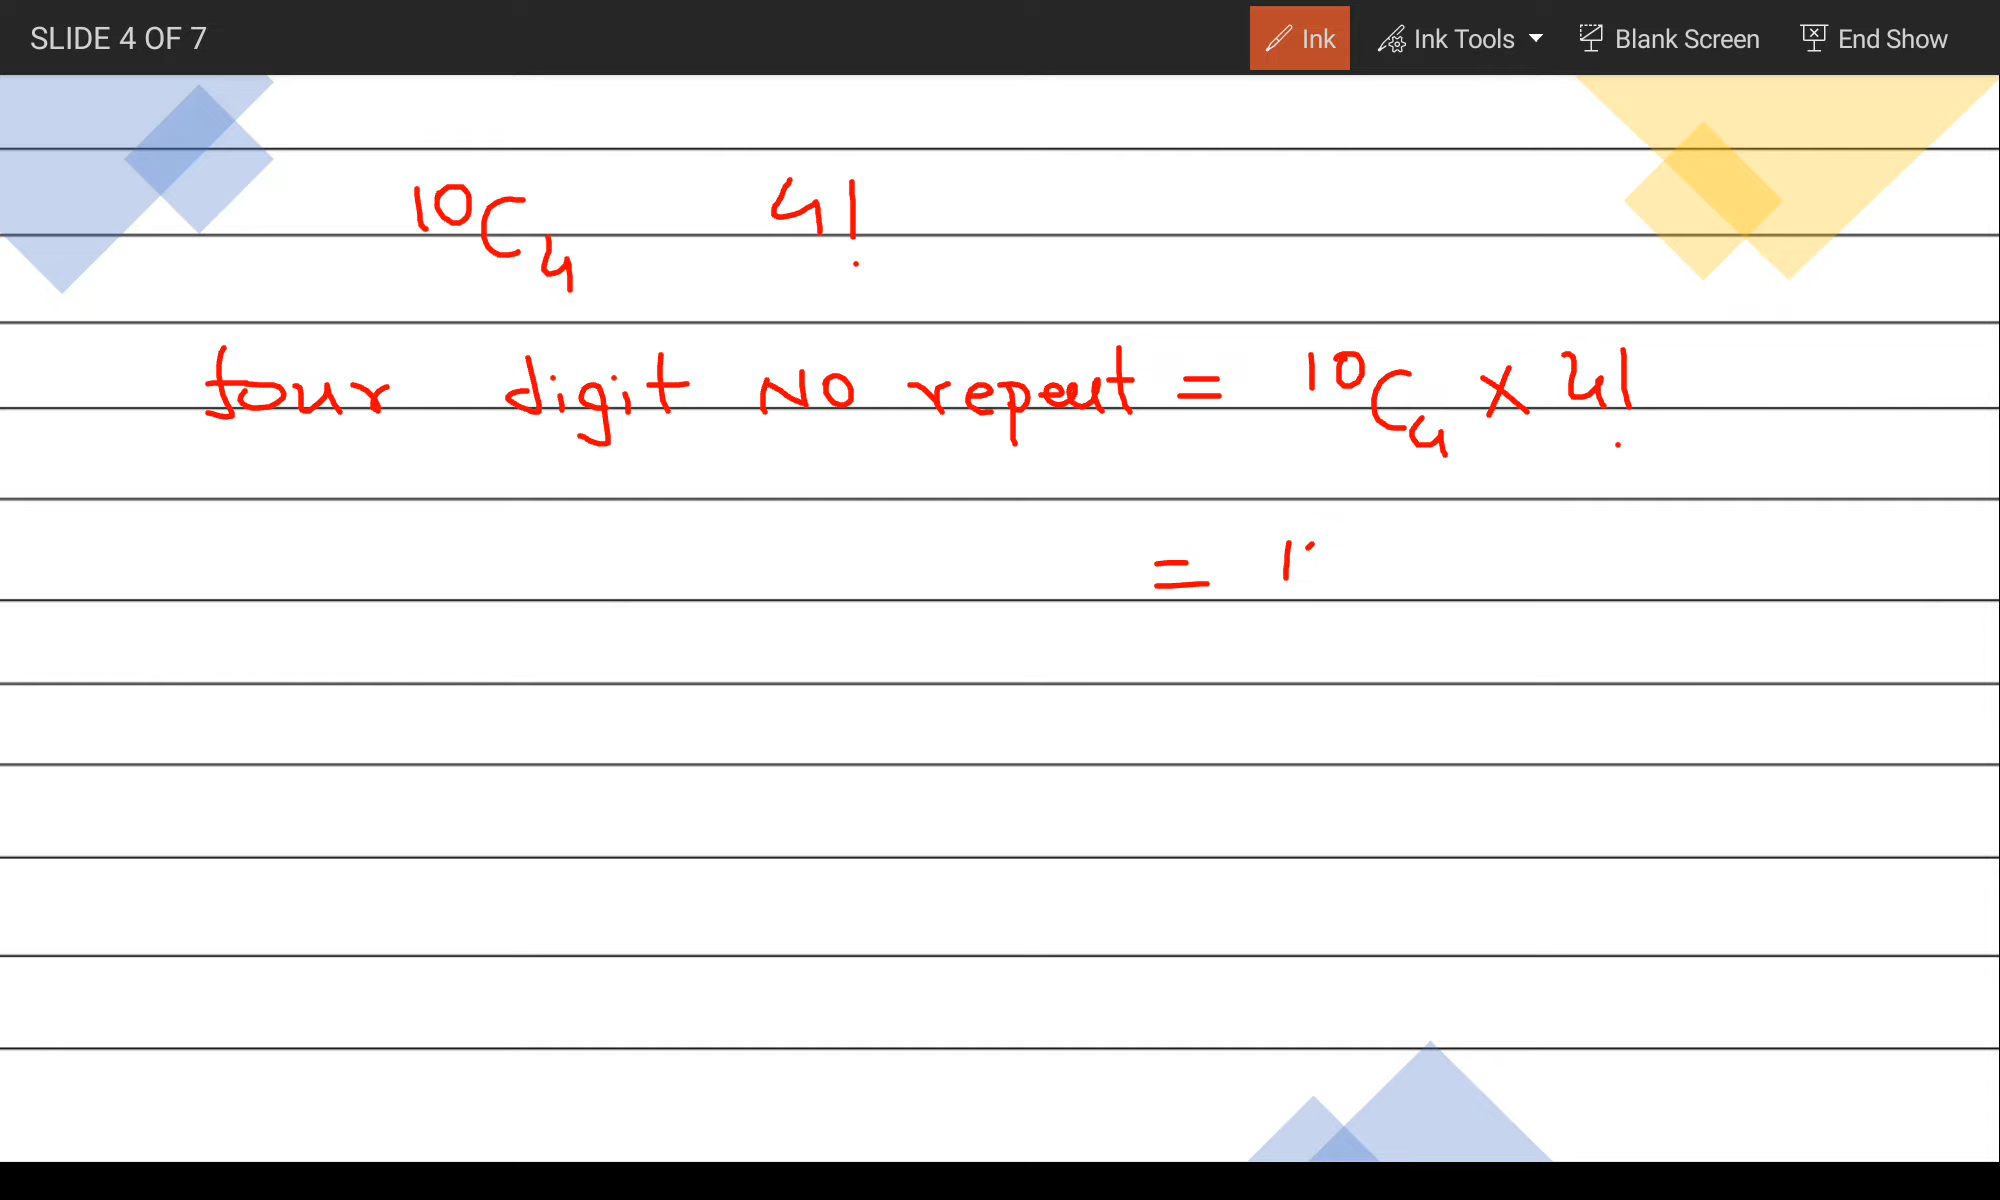 SLIDE 4 OF 7 Ink Ink Tools Blank Screen End Show
¹⁰C₄ 4!
four digit NO repeat = ¹⁰C₄ × 4!
= 1